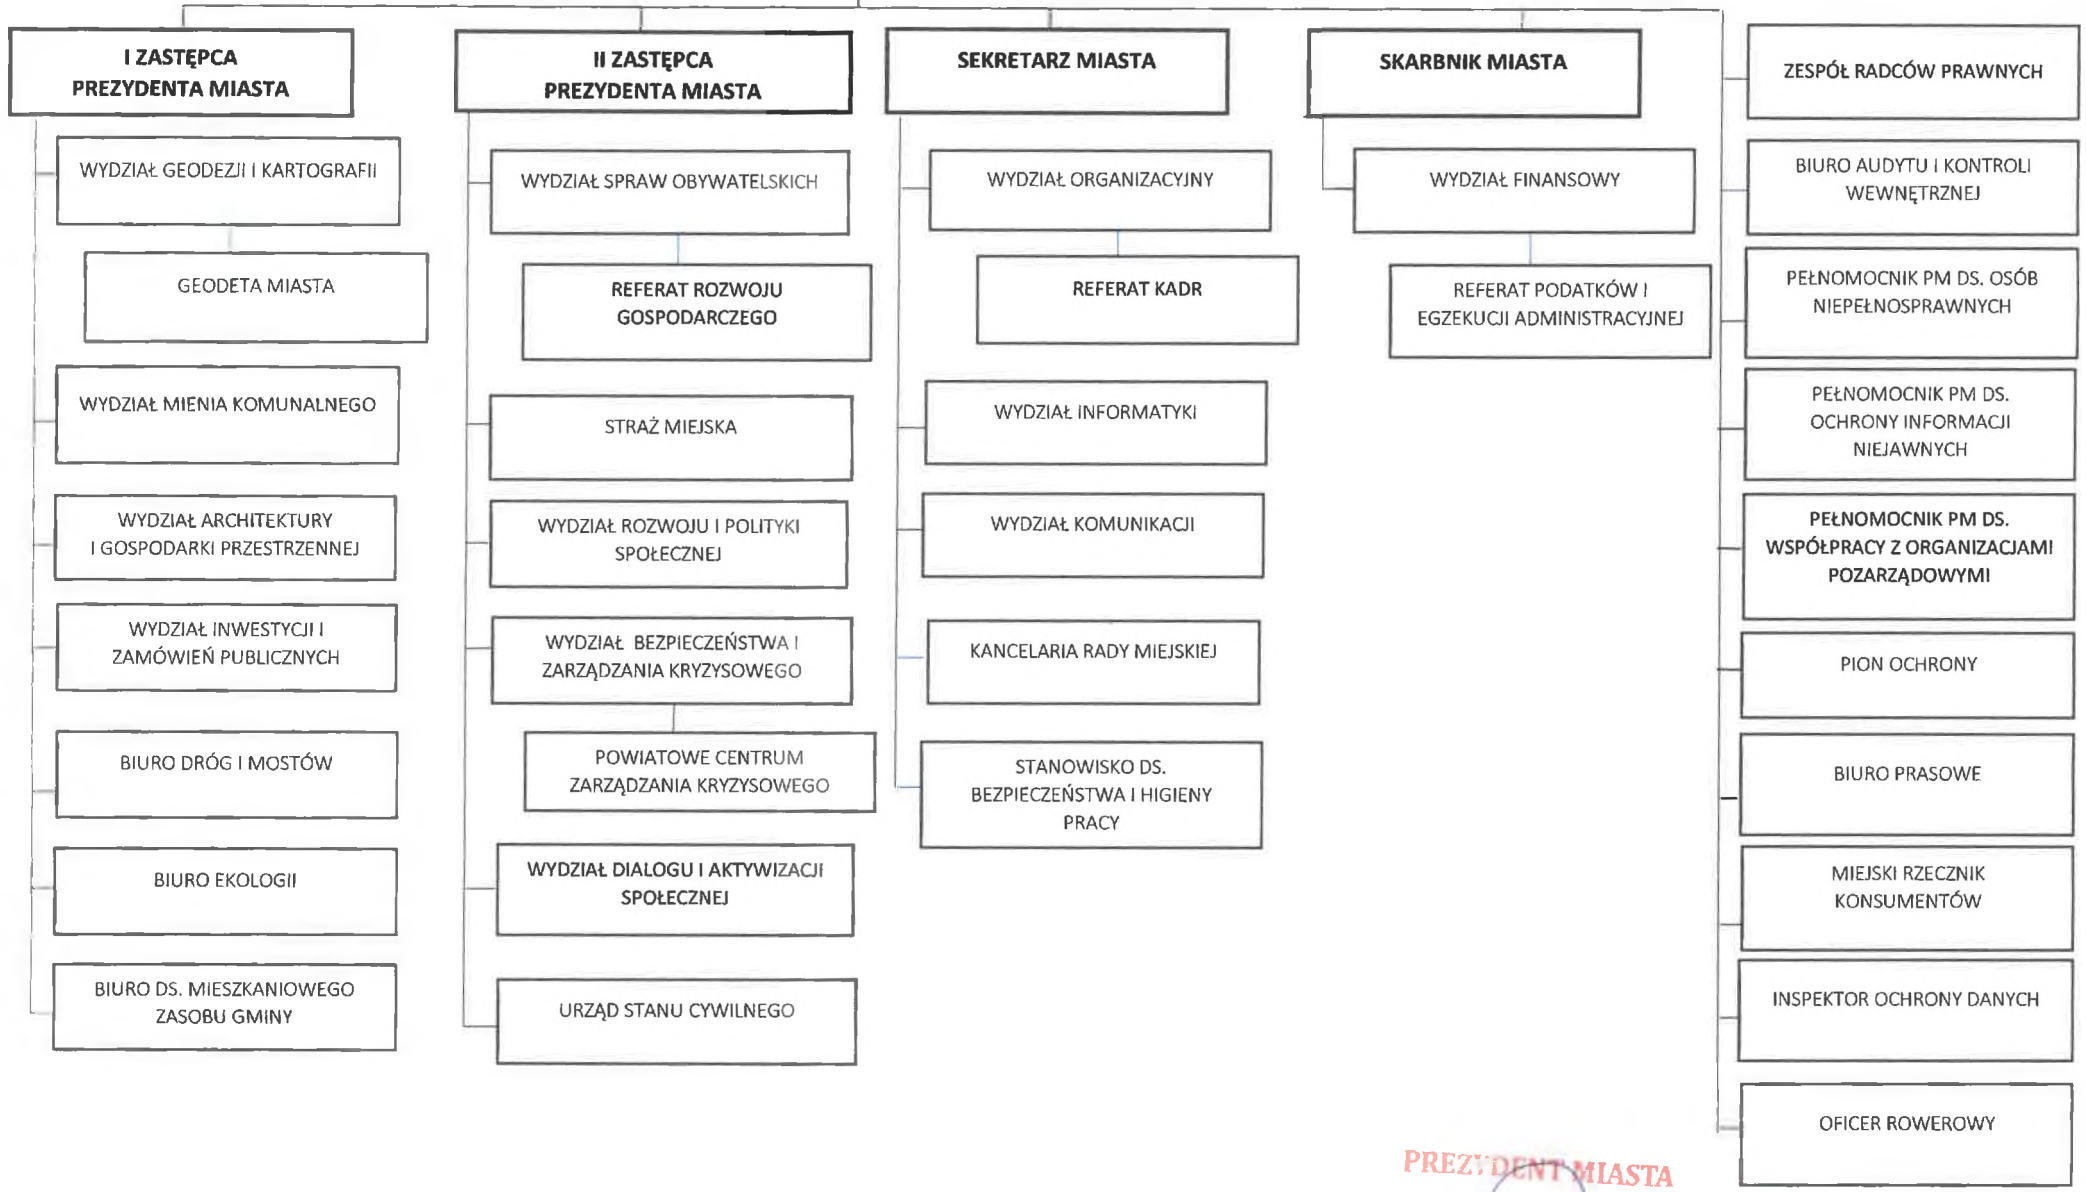 I ZASTĘPCA
PREZYDENTA MIASTA
WYDZIAŁ GEODEZJI I KARTOGRAFII
GEODETA MIASTA
WYDZIAŁ MIENIA KOMUNALNEGO
WYDZIAŁ ARCHITEKTURY
I GOSPODARKI PRZESTRZENNEJ
WYDZIAŁ INWESTYCJI I
ZAMÓWIEŃ PUBLICZNYCH
BIURO DRÓG I MOSTÓW
BIURO EKOLOGII
BIURO DS. MIESZKANIOWEGO
ZASOBU GMINY
II ZASTĘPCA
PREZYDENTA MIASTA
WYDZIAŁ SPRAW OBYWATELSKICH
REFERAT ROZWOJU
GOSPODARCZEGO
STRAŻ MIEJSKA
WYDZIAŁ ROZWOJU I POLITYKI
SPOŁECZNEJ
WYDZIAŁ BEZPIECZEŃSTWA I
ZARZĄDZANIA KRYZYSOWEGO
POWIATOWE CENTRUM
ZARZĄDZANIA KRYZYSOWEGO
WYDZIAŁ DIALOGU I AKTYWIZACJI
SPOŁECZNEJ
URZĄD STANU CYWILNEGO
SEKRETARZ MIASTA
WYDZIAŁ ORGANIZACYJNY
REFERAT KADR
WYDZIAŁ INFORMATYKI
WYDZIAŁ KOMUNIKACJI
KANCELARIA RADY MIEJSKIEJ
STANOWISKO DS.
BEZPIECZEŃSTWA I HIGIENY
PRACY
SKARBNIK MIASTA
WYDZIAŁ FINANSOWY
REFERAT PODATKÓW I
EGZEKUCJI ADMINISTRACYJNEJ
ZESPÓŁ RADCÓW PRAWNYCH
BIURO AUDYTU I KONTROLI
WEWNĘTRZNEJ
PEŁNOMOCNIK PM DS. OSÓB
NIEPEŁNOSPRAWNYCH
PEŁNOMOCNIK PM DS.
OCHRONY INFORMACJI
NIEJAWNYCH
PEŁNOMOCNIK PM DS.
WSPÓŁPRACY Z ORGANIZACJAMI
POZARZĄDOWYMI
PION OCHRONY
BIURO PRASOWE
MIEJSKI RZECZNIK
KONSUMENTÓW
INSPEKTOR OCHRONY DANYCH
OFICER ROWEROWY
PREZYDENT MIASTA